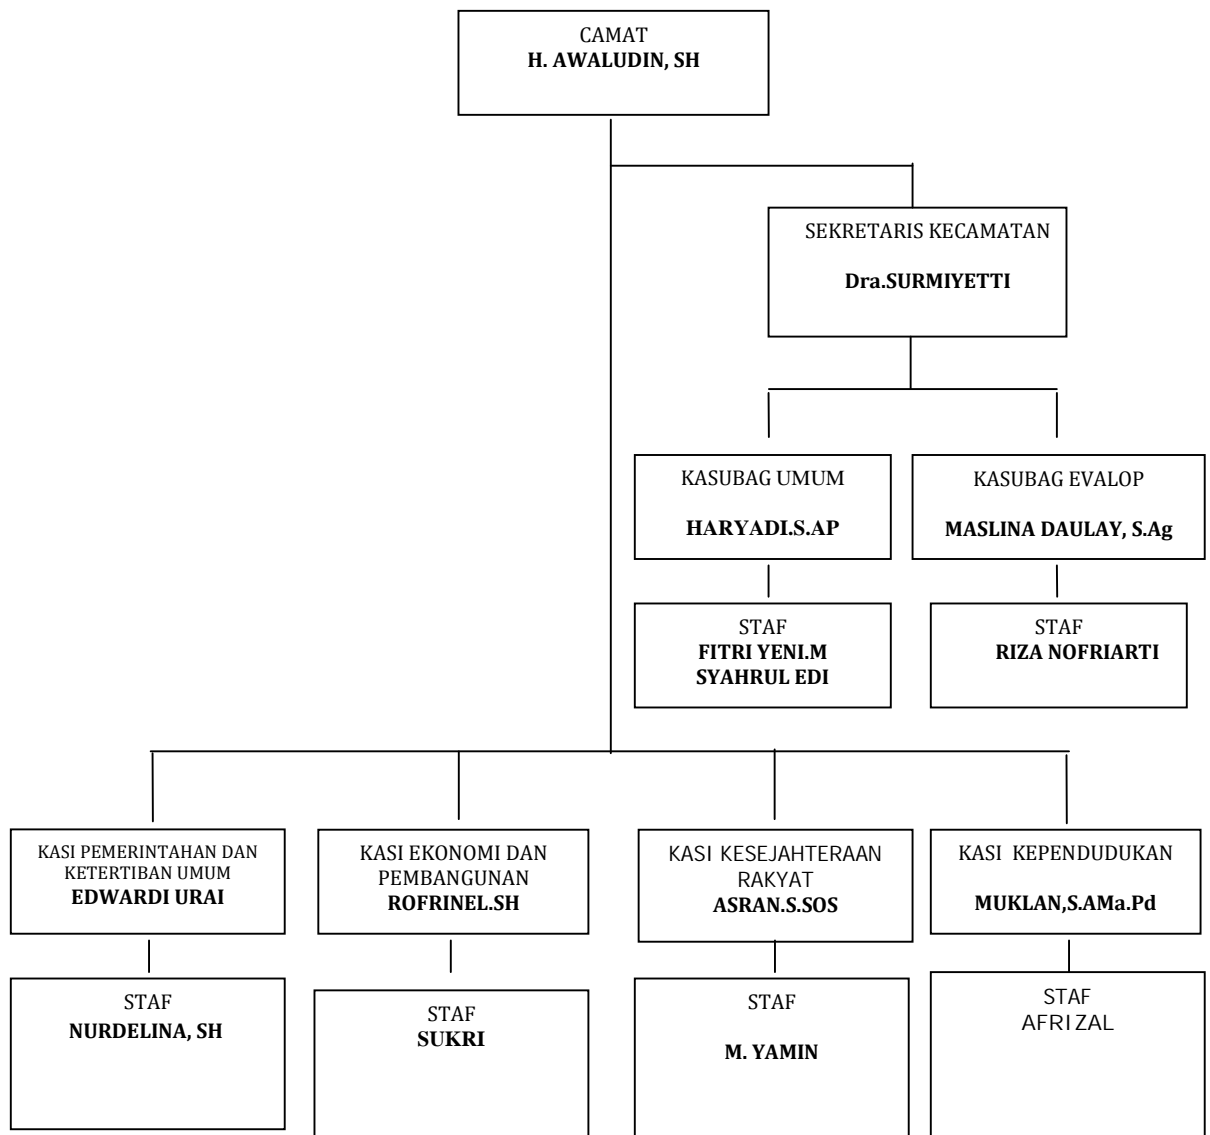 CAMAT
H. AWALUDIN, SH
SEKRETARIS KECAMATAN
Dra.SURMIYETTI
KASUBAG UMUM
HARYADI.S.AP
KASUBAG EVALOP
MASLINA DAULAY, S.Ag
STAF
FITRI YENI.M
SYAHRUL EDI
STAF
RIZA NOFRIARTI
KASI PEMERINTAHAN DAN
KETERTIBAN UMUM
EDWARDI URAI
KASI EKONOMI DAN
PEMBANGUNAN
ROFRINEL.SH
KASI KESEJAHTERAAN
RAKYAT
ASRAN.S.SOS
KASI KEPENDUDUKAN
MUKLAN,S.AMa.Pd
STAF
NURDELINA, SH
STAF
SUKRI
STAF
M. YAMIN
STAF
AFRIZAL